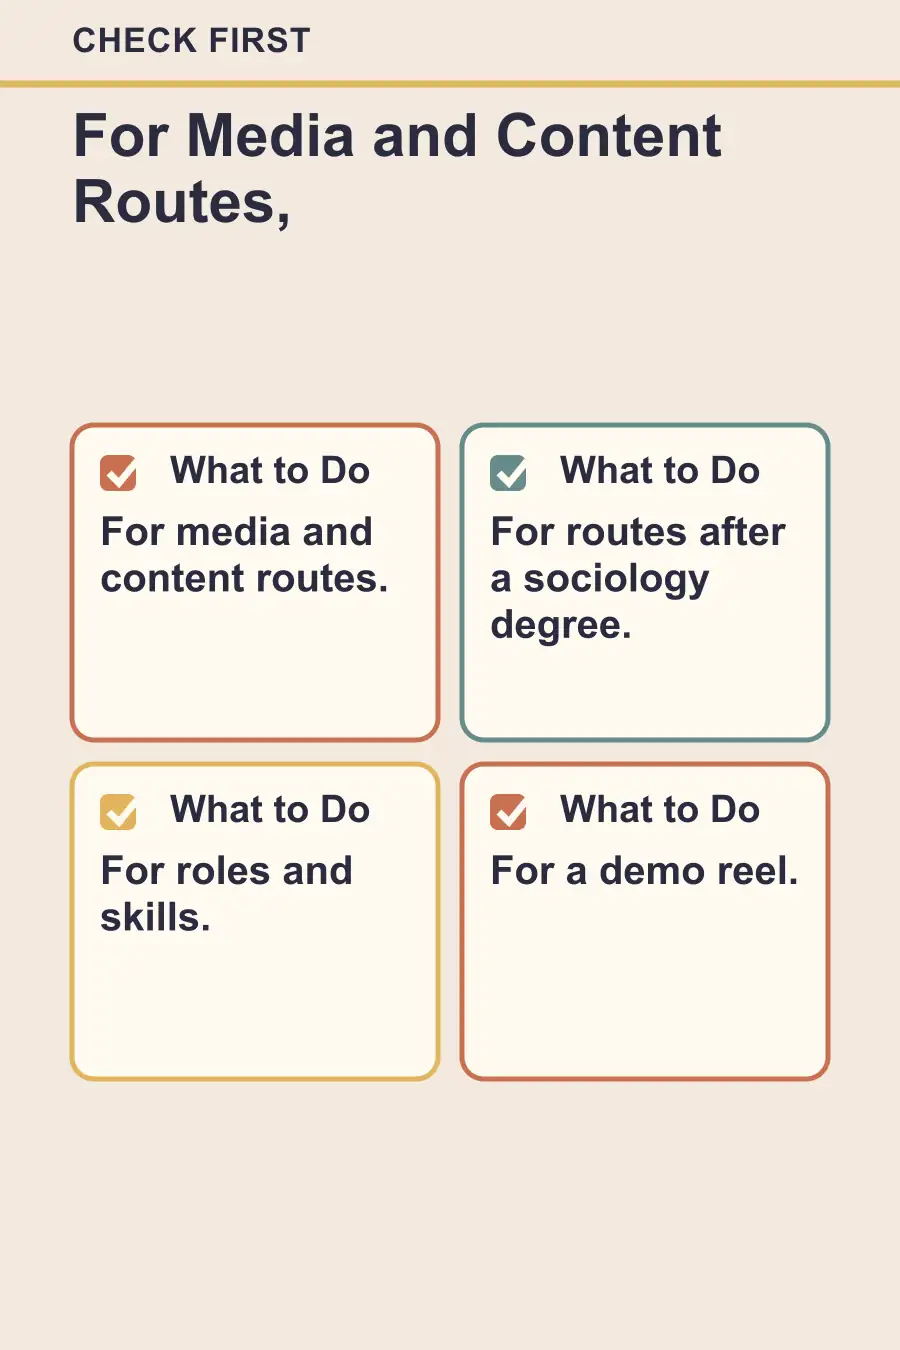 CHECK FIRST
For Media and Content
Routes,
What to Do
For media and
content routes.
What to Do
For routes after
a sociology
degree.
What to Do
For roles and
skills.
What to Do
For a demo reel.